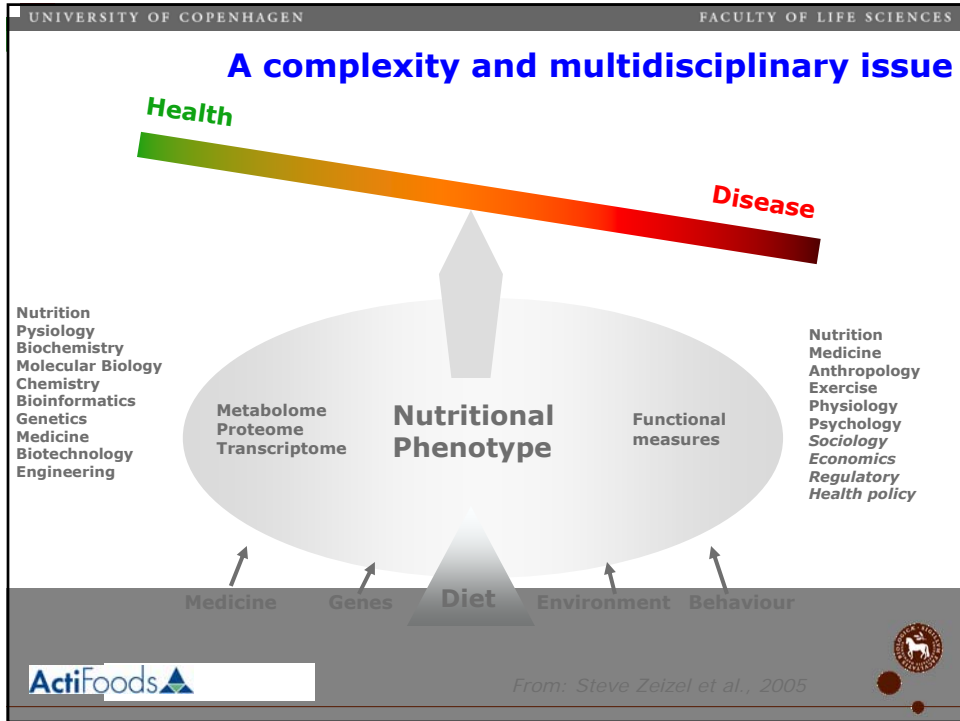 UNIVERSITY OF COPENHAGEN
FACULTY OF LIFE SCIENCES
A complexity and multidisciplinary issue
Health
Disease
Nutrition
Pysiology
Biochemistry
Molecular Biology
Chemistry
Bioinformatics
Genetics
Medicine
Biotechnology
Engineering
Metabolome
Proteome
Transcriptome
Nutritional
Phenotype
Functional
measures
Nutrition
Medicine
Anthropology
Exercise
Physiology
Psychology
Sociology
Economics
Regulatory
Health policy
Medicine
Genes
Diet
Environment
Behaviour
ActiFoods
From: Steve Zeizel et al., 2005